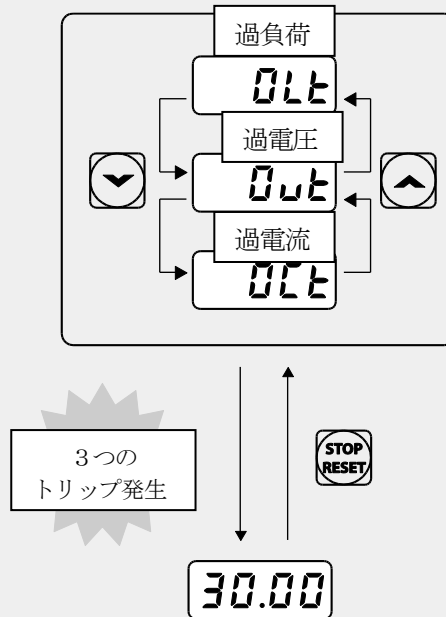 過負荷
OLt
過電圧
Out
過電流
OCt
3つの
トリップ発生
STOP
RESET
30.00